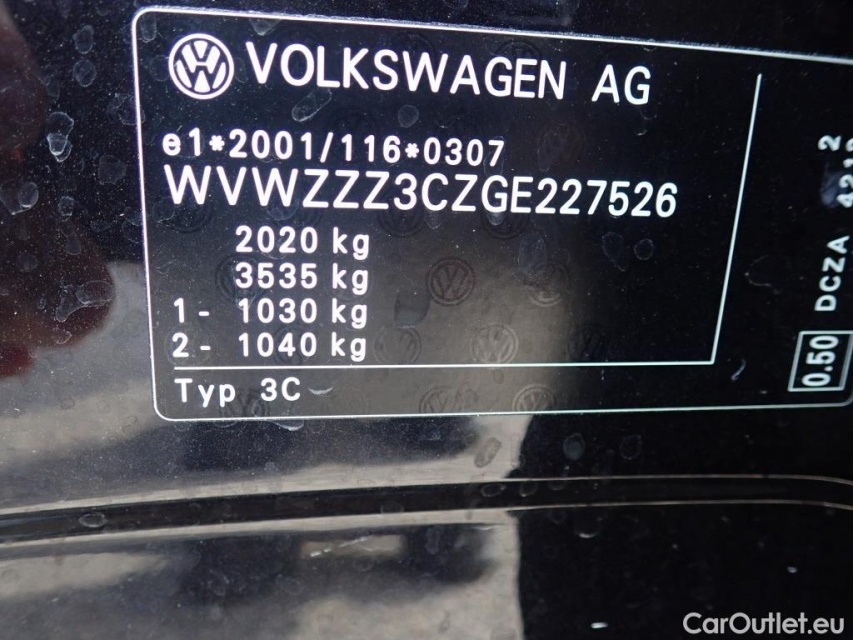 VOLKSWAGEN AG
e1*2001/116*0307
WVWZZZ3CZGE227526
2020 kg
3535 kg
1- 1030 kg
2- 1040 kg
Typ 3C
DCZA
0.50
CarOutlet.eu